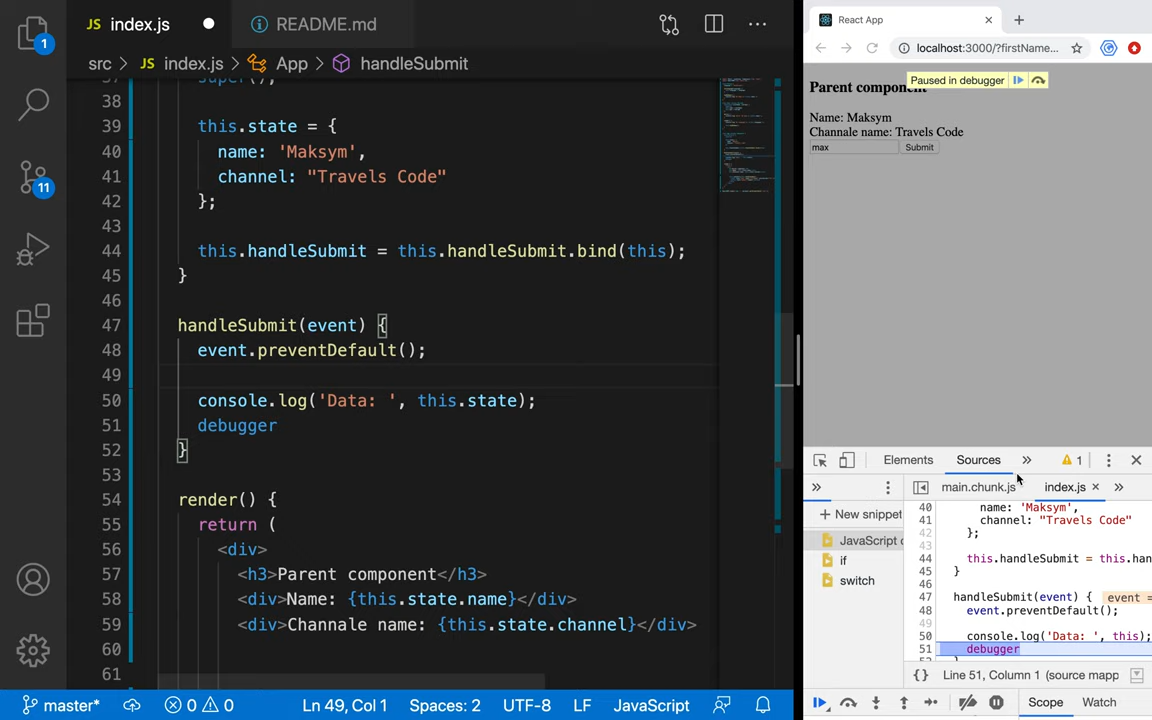 JS index.js
README.md
src > JS index.js > App > handleSubmit
37 super();
38
39 this.state = {
40 name: 'Maksym',
41 channel: "Travels Code"
42 };
43
44 this.handleSubmit = this.handleSubmit.bind(this);
45 }
46
47 handleSubmit(event) {
48 event.preventDefault();
49
50 console.log('Data: ', this.state);
51 debugger
52 }
53
54 render() {
55 return (
56 <div>
57 <h3>Parent component</h3>
58 <div>Name: {this.state.name}</div>
59 <div>Channale name: {this.state.channel}</div>
60
61
1
11
master* 0 0 Ln 49, Col 1 Spaces: 2 UTF-8 LF JavaScript
React App
localhost:3000/?firstName...
Paused in debugger
Parent component
Name: Maksym
Channale name: Travels Code
max Submit
Elements Sources 1
main.chunk.js index.js
+ New snippet
JavaScript
if
switch
40 name: 'Maksym',
41 channel: "Travels Code"
42 };
43
44 this.handleSubmit = this.han
45 }
46
47 handleSubmit(event) { event =
48 event.preventDefault();
49
50 console.log('Data: ', this);
51 debugger
{} Line 51, Column 1 (source mapp
Scope Watch